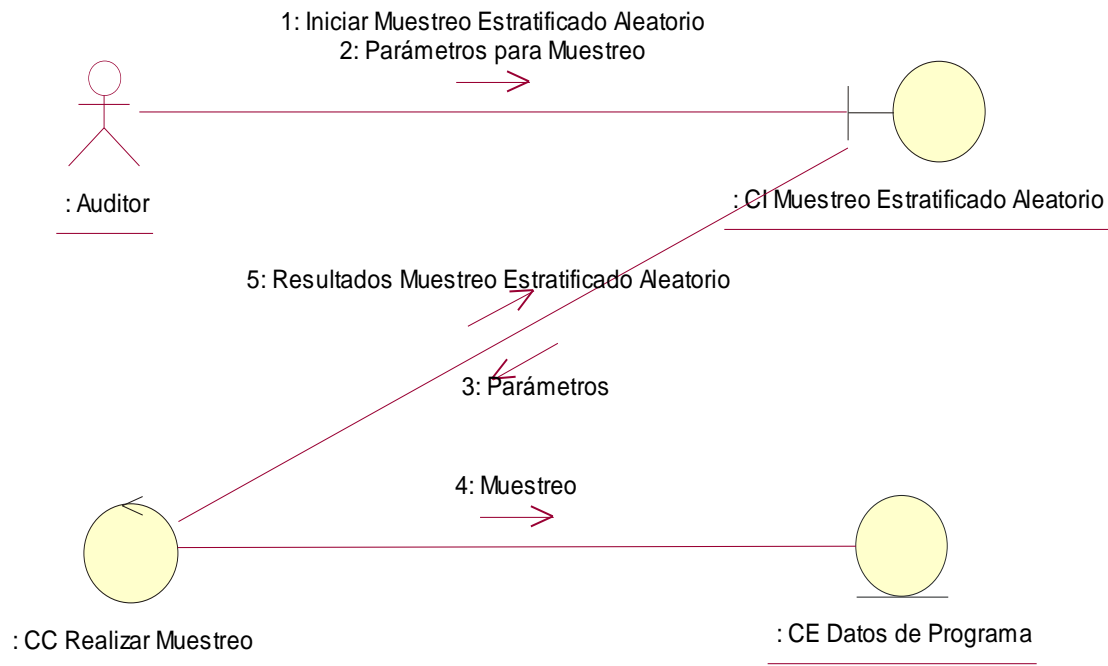 1: Iniciar Muestreo Estratificado Aleatorio
2: Parámetros para Muestreo
: Auditor
: CI Muestreo Estratificado Aleatorio
5: Resultados Muestreo Estratificado Aleatorio
3: Parámetros
4: Muestreo
: CC Realizar Muestreo
: CE Datos de Programa